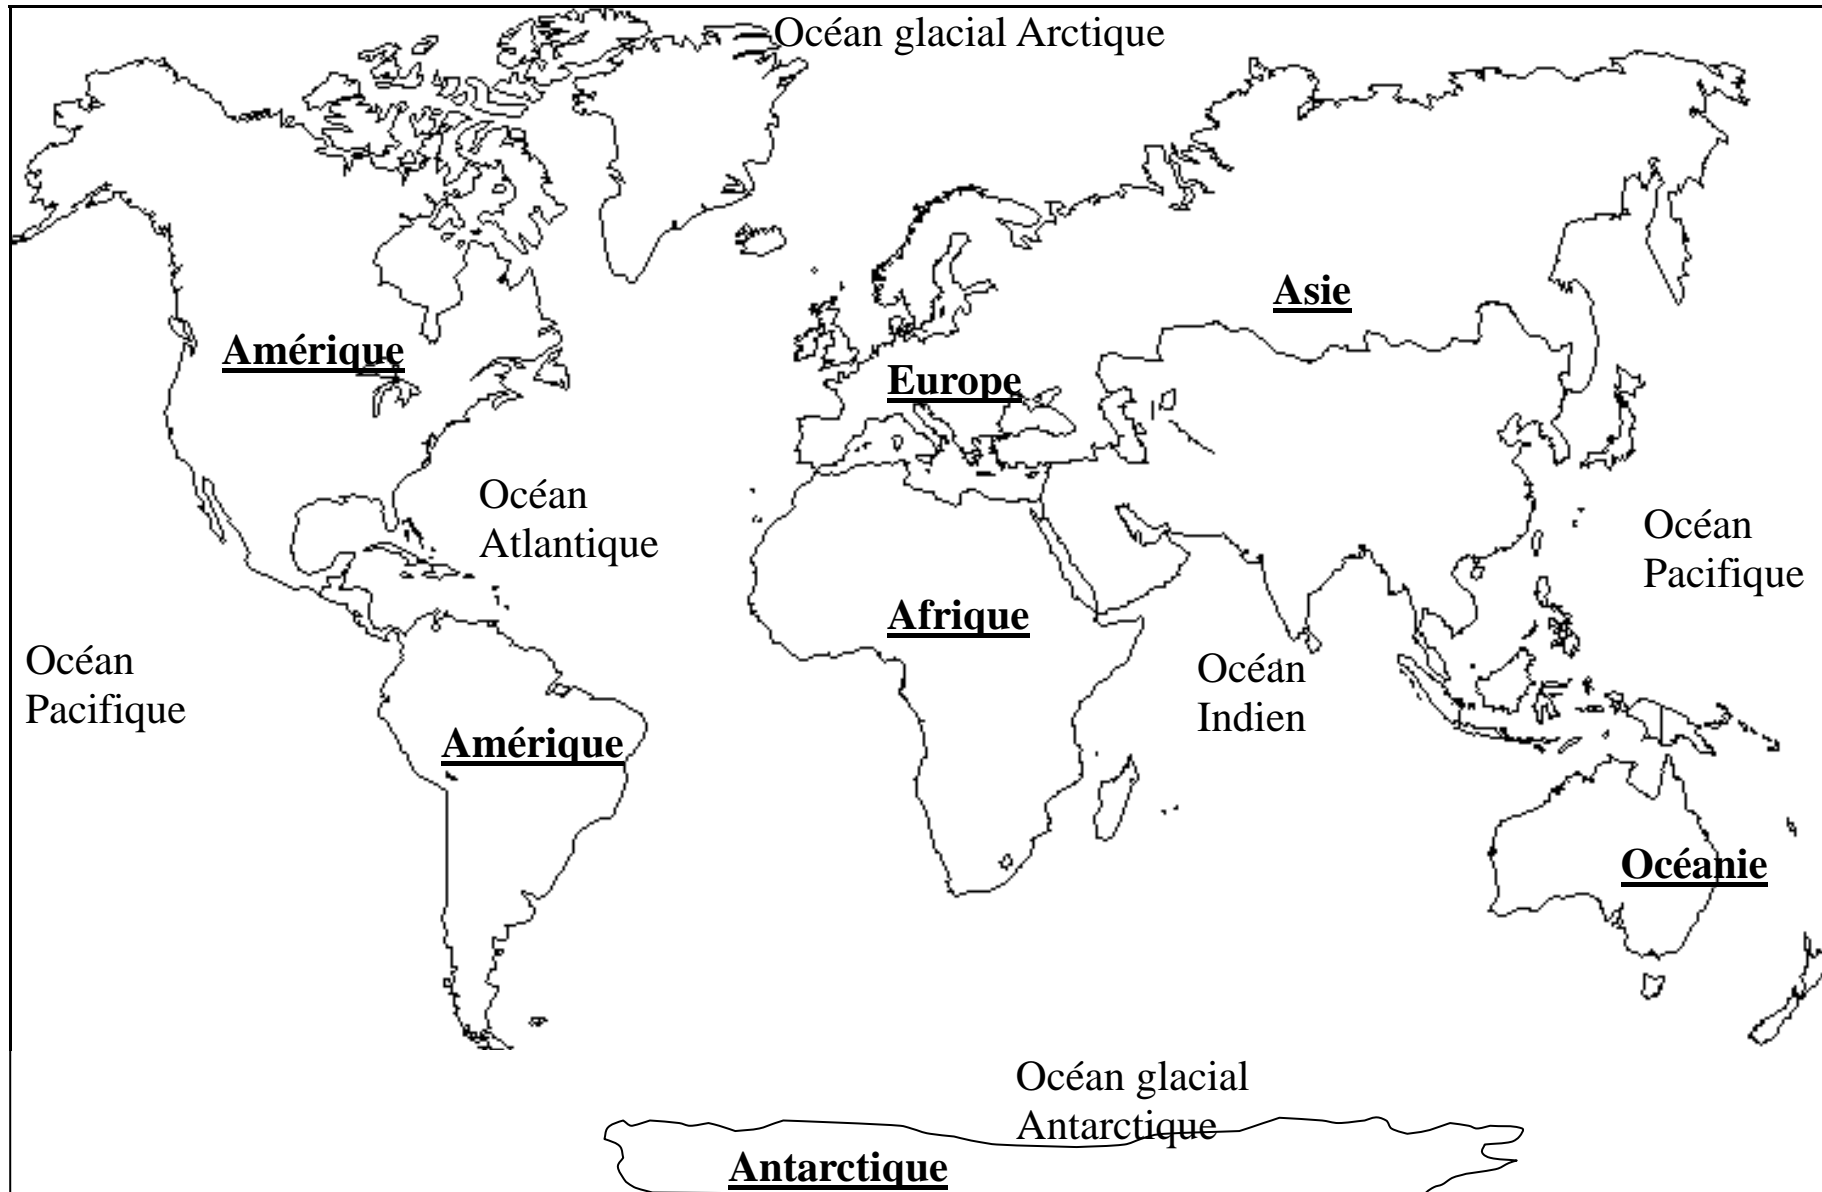 Océan glacial Arctique
Asie
Amérique
Europe
Océan
Atlantique
Océan
Pacifique
Afrique
Océan
Pacifique
Océan
Indien
Amérique
Océanie
Océan glacial
Antarctique
Antarctique